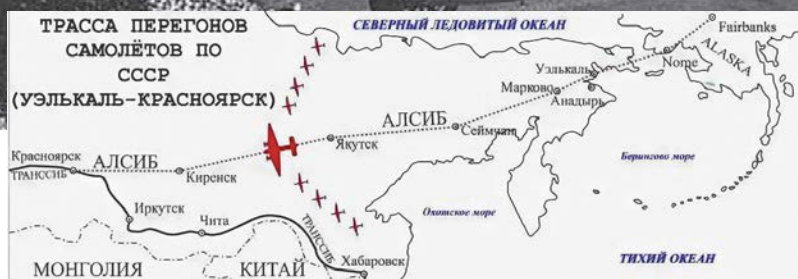 ТРАССА ПЕРЕГОНОВ
САМОЛЁТОВ ПО
СССР
(УЭЛЬКАЛЬ-КРАСНОЯРСК)
СЕВЕРНЫЙ ЛЕДОВИТЫЙ ОКЕАН
Fairbanks
ALASKA
Nome
Уэлькаль
Марково
Анадырь
АЛСИБ
Сеймчан
Якутск
Берингово море
Красноярск
АЛСИБ
ТРАНССИБ
Киренск
Охотское море
Иркутск
Чита
ТРАНССИБ
Хабаровск
МОНГОЛИЯ
КИТАЙ
ТИХИЙ ОКЕАН